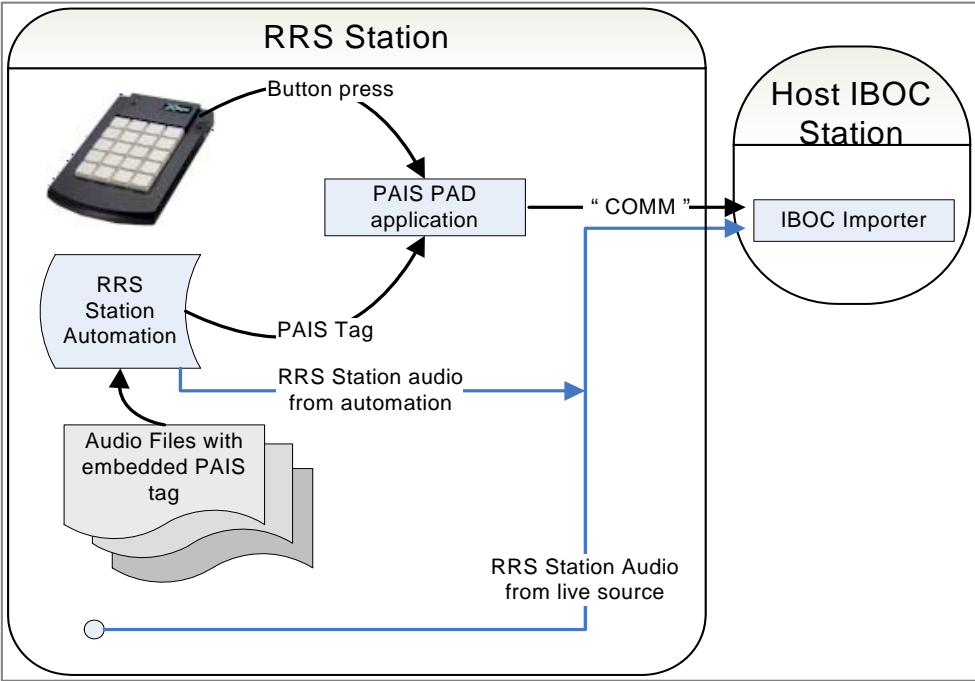 RRS Station
Button press
Host IBOC
Station
PAIS PAD
application
“ COMM ”
IBOC Importer
RRS
Station
Automation
PAIS Tag
RRS Station audio
from automation
Audio Files with
embedded PAIS
tag
RRS Station Audio
from live source